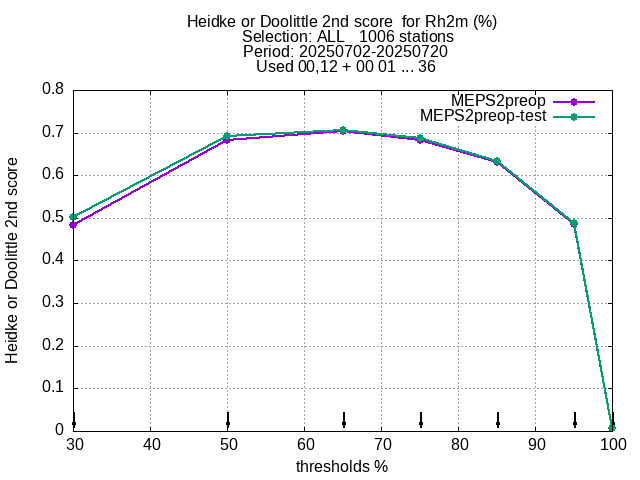 Heidke or Doolittle 2nd score  for Rh2m (%)
Selection: ALL   1006 stations
Period: 20250702-20250720
Used 00,12 + 00 01 ... 36
MEPS2preop
MEPS2preop-test
Heidke or Doolittle 2nd score
0.8
0.7
0.6
0.5
0.4
0.3
0.2
0.1
0
30 40 50 60 70 80 90 100
thresholds %